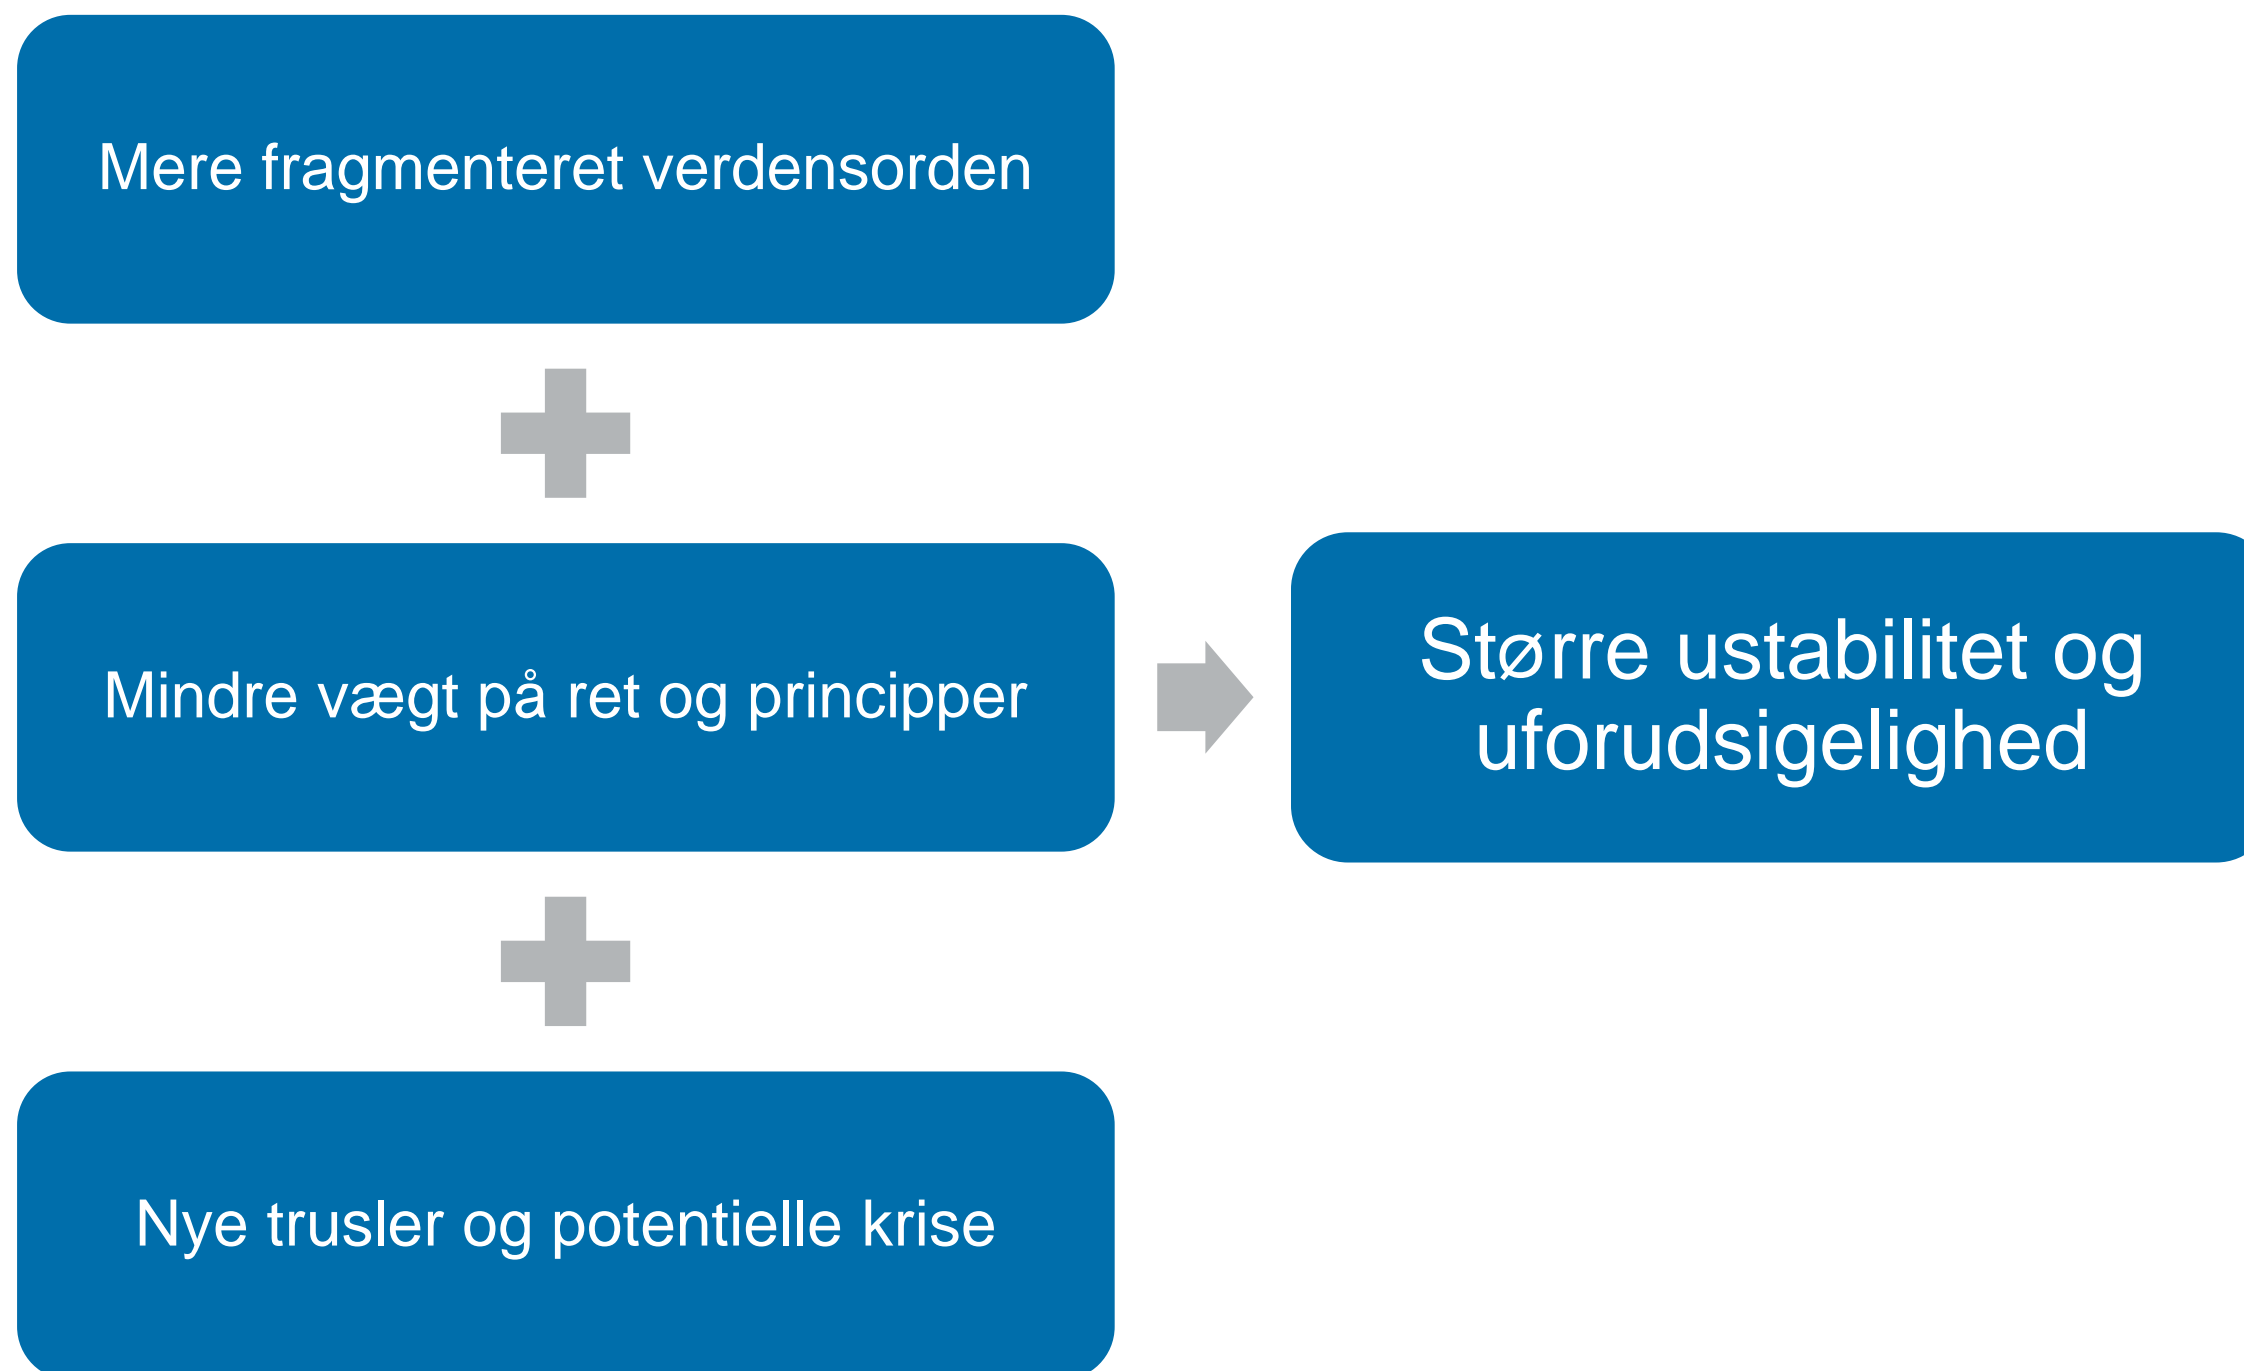 Mere fragmenteret verdensorden
Mindre vægt på ret og principper
Større ustabilitet og
uforudsigelighed
Nye trusler og potentielle krise